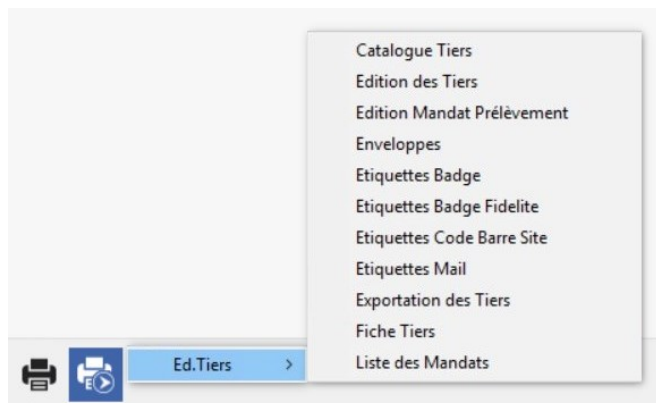 Catalogue Tiers
Edition des Tiers
Edition Mandat Prélèvement
Enveloppes
Etiquettes Badge
Etiquettes Badge Fidelite
Etiquettes Code Barre Site
Etiquettes Mail
Exportation des Tiers
Fiche Tiers
Liste des Mandats
Ed.Tiers >
E